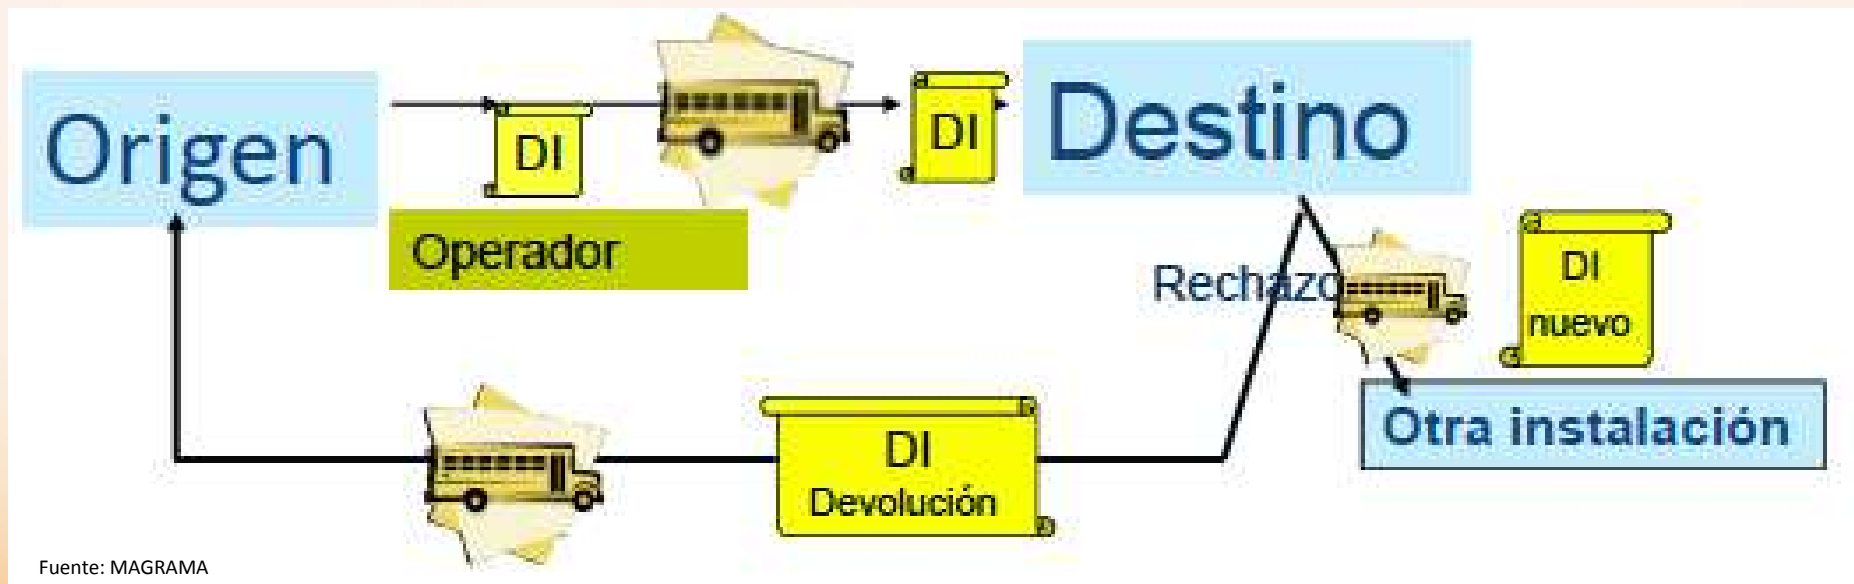 Origen
DI
DI
Destino
Operador
Rechazo
DI
nuevo
Otra instalación
DI
Devolución
Fuente: MAGRAMA